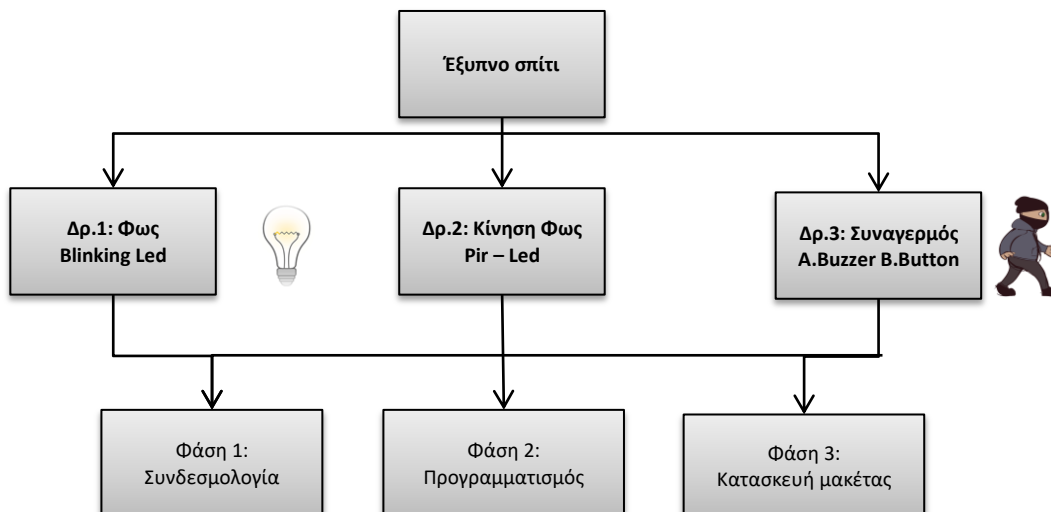 Έξυπνο σπίτι
Δρ.1: Φως
Blinking Led
Δρ.2: Κίνηση Φως
Pir – Led
Δρ.3: Συναγερμός
A.Buzzer B.Button
Φάση 1:
Συνδεσμολογία
Φάση 2:
Προγραμματισμός
Φάση 3:
Κατασκευή μακέτας